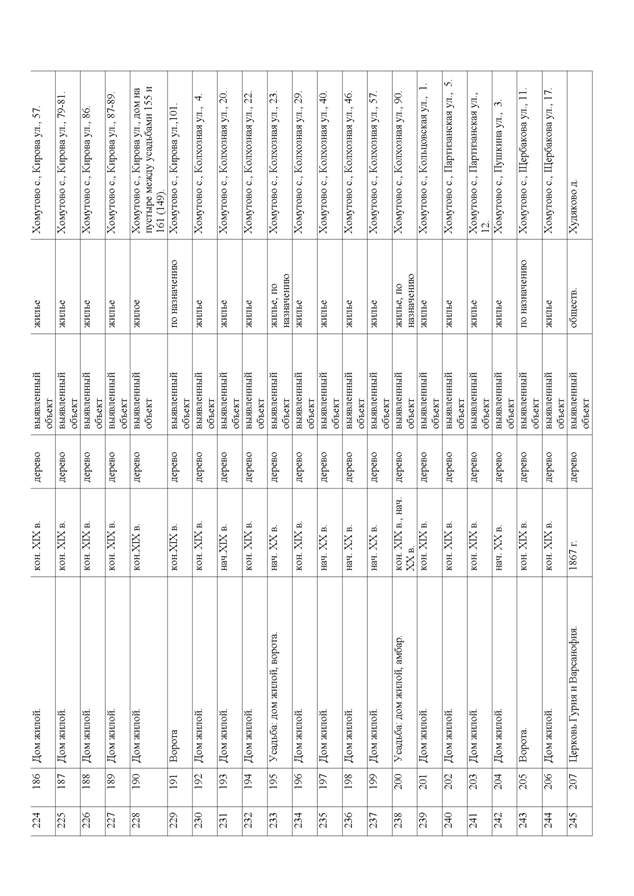 224 186 Дом жилой. кон. XIX в. дерево выявленный объект жилье Хомутово с., Кирова ул., 57.
225 187 Дом жилой. кон. XIX в. дерево выявленный объект жилье Хомутово с., Кирова ул., 79-81.
226 188 Дом жилой. кон. XIX в. дерево выявленный объект жилье Хомутово с., Кирова ул., 86.
227 189 Дом жилой. кон. XIX в. дерево выявленный объект жилье Хомутово с., Кирова ул., 87-89.
228 190 Дом жилой. кон.XIX в. дерево выявленный объект жилое Хомутово с., Кирова ул., дом на пустыре между усадьбами 155 и 161 (149).
229 191 Ворота кон.XIX в. дерево выявленный объект по назначению Хомутово с., Кирова ул.,101.
230 192 Дом жилой. кон. XIX в. дерево выявленный объект жилье Хомутово с., Колхозная ул., 4.
231 193 Дом жилой. нач.XIX в. дерево выявленный объект жилье Хомутово с., Колхозная ул., 20.
232 194 Дом жилой. кон. XIX в. дерево выявленный объект жилье Хомутово с., Колхозная ул., 22.
233 195 Усадьба: дом жилой, ворота. нач. XX в. дерево выявленный объект жилье, по назначению Хомутово с., Колхозная ул., 23.
234 196 Дом жилой. кон. XIX в. дерево выявленный объект жилье Хомутово с., Колхозная ул., 29.
235 197 Дом жилой. нач. XX в. дерево выявленный объект жилье Хомутово с., Колхозная ул., 40.
236 198 Дом жилой. нач. XX в. дерево выявленный объект жилье Хомутово с., Колхозная ул., 46.
237 199 Дом жилой. нач. XX в. дерево выявленный объект жилье Хомутово с., Колхозная ул., 57.
238 200 Усадьба: дом жилой, амбар. кон. XIX в., нач. XX в. дерево выявленный объект жилье, по назначению Хомутово с., Колхозная ул., 90.
239 201 Дом жилой. кон. XIX в. дерево выявленный объект жилье Хомутово с., Кольцовская ул., 1.
240 202 Дом жилой. кон. XIX в. дерево выявленный объект жилье Хомутово с., Партизанская ул., 5.
241 203 Дом жилой. кон. XIX в. дерево выявленный объект жилье Хомутово с., Партизанская ул., 12.
242 204 Дом жилой. нач. XX в. дерево выявленный объект жилье Хомутово с., Пушкина ул., 3.
243 205 Ворота. кон. XIX в. дерево выявленный объект по назначению Хомутово с., Щербакова ул., 11.
244 206 Дом жилой. кон. XIX в. дерево выявленный объект жилье Хомутово с., Щербакова ул., 17.
245 207 Церковь Гурия и Варсанофия. 1867 г. дерево выявленный объект обществ. Худяково д.